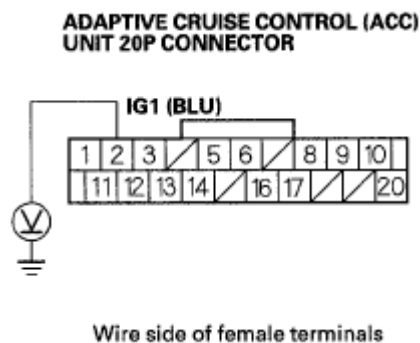 ADAPTIVE CRUISE CONTROL (ACC)
UNIT 20P CONNECTOR
IG1 (BLU)
1 2 3 5 6 8 9 10
11 12 13 14 16 17 20
V
Wire side of female terminals